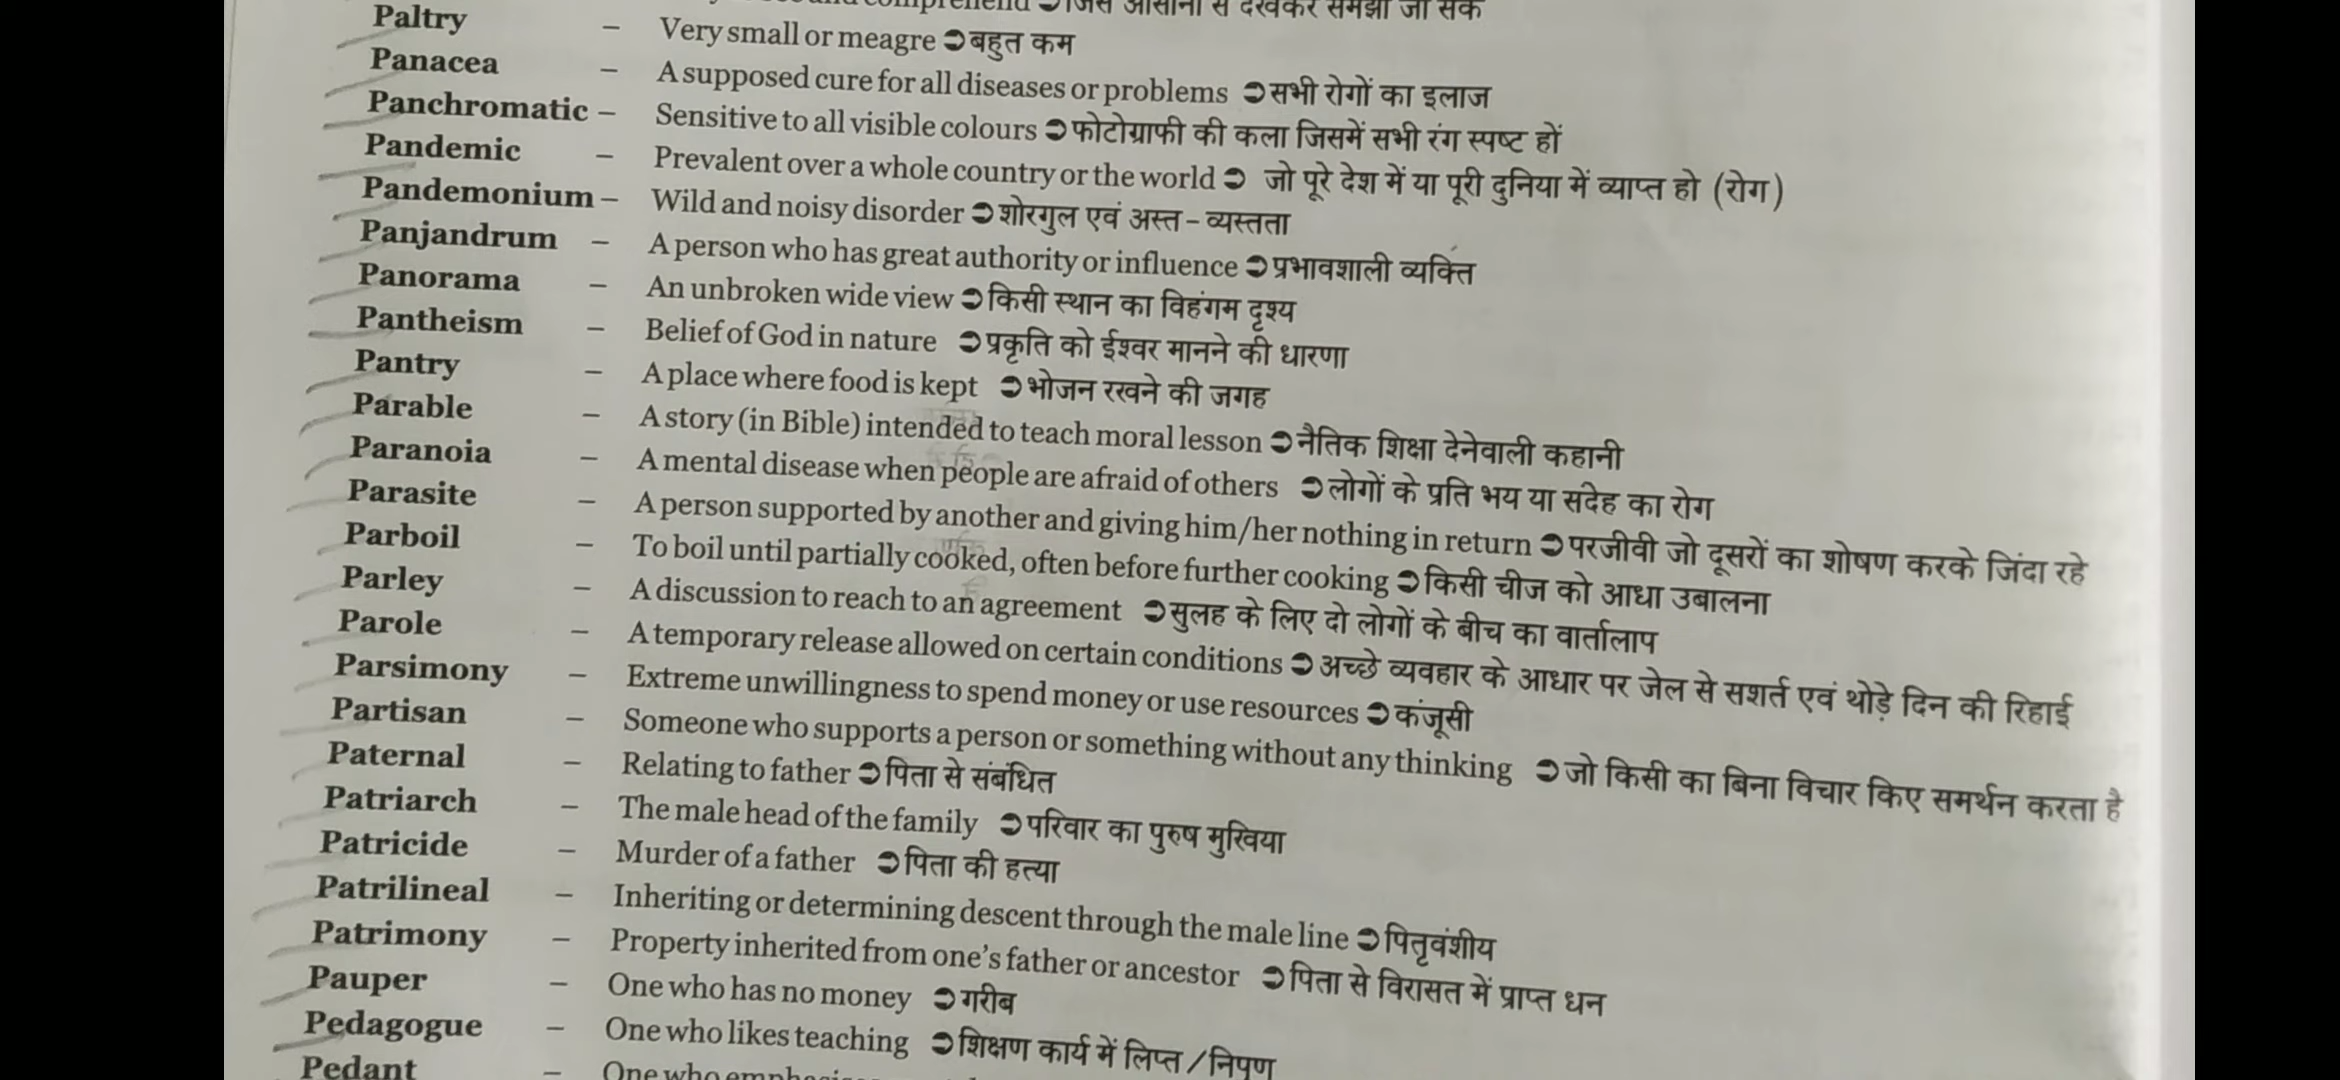 comprehend ➲ जिसे आसानी से देखकर समझा जा सके
Paltry – Very small or meagre ➲ बहुत कम
Panacea – A supposed cure for all diseases or problems ➲ सभी रोगों का इलाज
Panchromatic – Sensitive to all visible colours ➲ फोटोग्राफी की कला जिसमें सभी रंग स्पष्ट हों
Pandemic – Prevalent over a whole country or the world ➲ जो पूरे देश में या पूरी दुनिया में व्याप्त हो (रोग)
Pandemonium – Wild and noisy disorder ➲ शोरगुल एवं अस्त-व्यस्तता
Panjandrum – A person who has great authority or influence ➲ प्रभावशाली व्यक्ति
Panorama – An unbroken wide view ➲ किसी स्थान का विहंगम दृश्य
Pantheism – Belief of God in nature ➲ प्रकृति को ईश्वर मानने की धारणा
Pantry – A place where food is kept ➲ भोजन रखने की जगह
Parable – A story (in Bible) intended to teach moral lesson ➲ नैतिक शिक्षा देनेवाली कहानी
Paranoia – A mental disease when people are afraid of others ➲ लोगों के प्रति भय या संदेह का रोग
Parasite – A person supported by another and giving him/her nothing in return ➲ परजीवी जो दूसरों का शोषण करके जिंदा रहे
Parboil – To boil until partially cooked, often before further cooking ➲ किसी चीज को आधा उबालना
Parley – A discussion to reach to an agreement ➲ सुलह के लिए दो लोगों के बीच का वार्तालाप
Parole – A temporary release allowed on certain conditions ➲ अच्छे व्यवहार के आधार पर जेल से सशर्त एवं थोड़े दिन की रिहाई
Parsimony – Extreme unwillingness to spend money or use resources ➲ कंजूसी
Partisan – Someone who supports a person or something without any thinking ➲ जो किसी का बिना विचार किए समर्थन करता है
Paternal – Relating to father ➲ पिता से संबंधित
Patriarch – The male head of the family ➲ परिवार का पुरुष मुखिया
Patricide – Murder of a father ➲ पिता की हत्या
Patrilineal – Inheriting or determining descent through the male line ➲ पितृवंशीय
Patrimony – Property inherited from one's father or ancestor ➲ पिता से विरासत में प्राप्त धन
Pauper – One who has no money ➲ गरीब
Pedagogue – One who likes teaching ➲ शिक्षण कार्य में लिप्त/निपुण
Pedant – One who